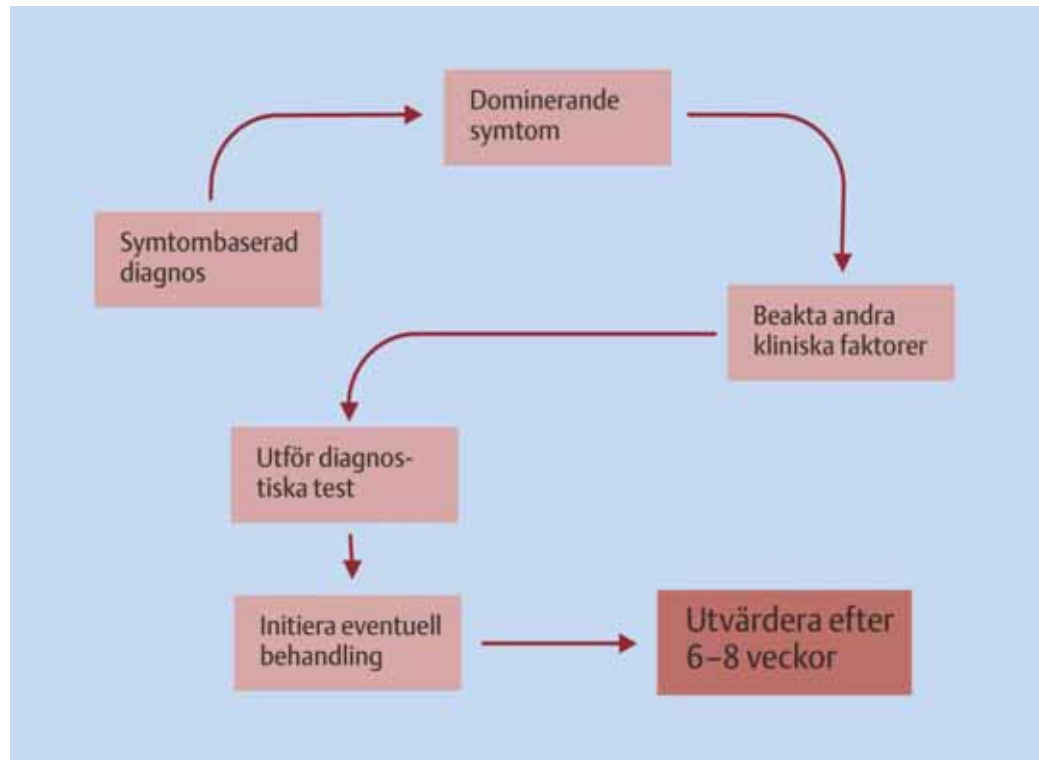 Symtombaserad
diagnos
Dominerande
symtom
Beakta andra
kliniska faktorer
Utför diagnos-
tiska test
Initiera eventuell
behandling
Utvärdera efter
6–8 veckor